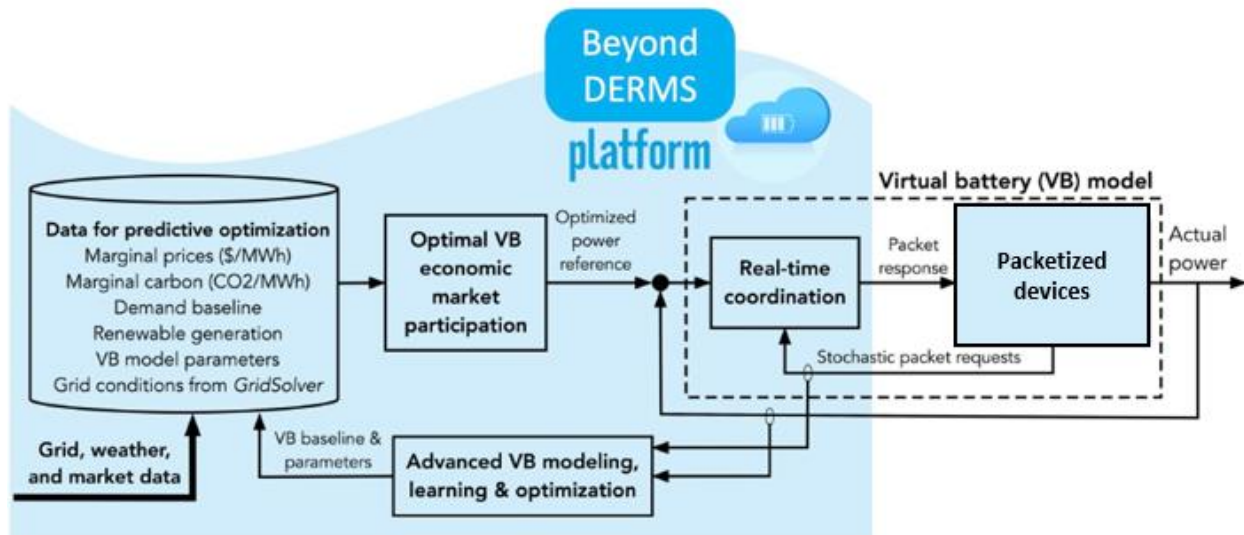 Beyond
DERMS
platform
Virtual battery (VB) model
Data for predictive optimization
Marginal prices ($/MWh)
Marginal carbon (CO2/MWh)
Demand baseline
Renewable generation
VB model parameters
Grid conditions from GridSolver
Optimal VB
economic
market
participation
Optimized
power
reference
Real-time
coordination
Packet
response
Packetized
devices
Actual
power
Stochastic packet requests
Grid, weather,
and market data
VB baseline &
parameters
Advanced VB modeling,
learning & optimization